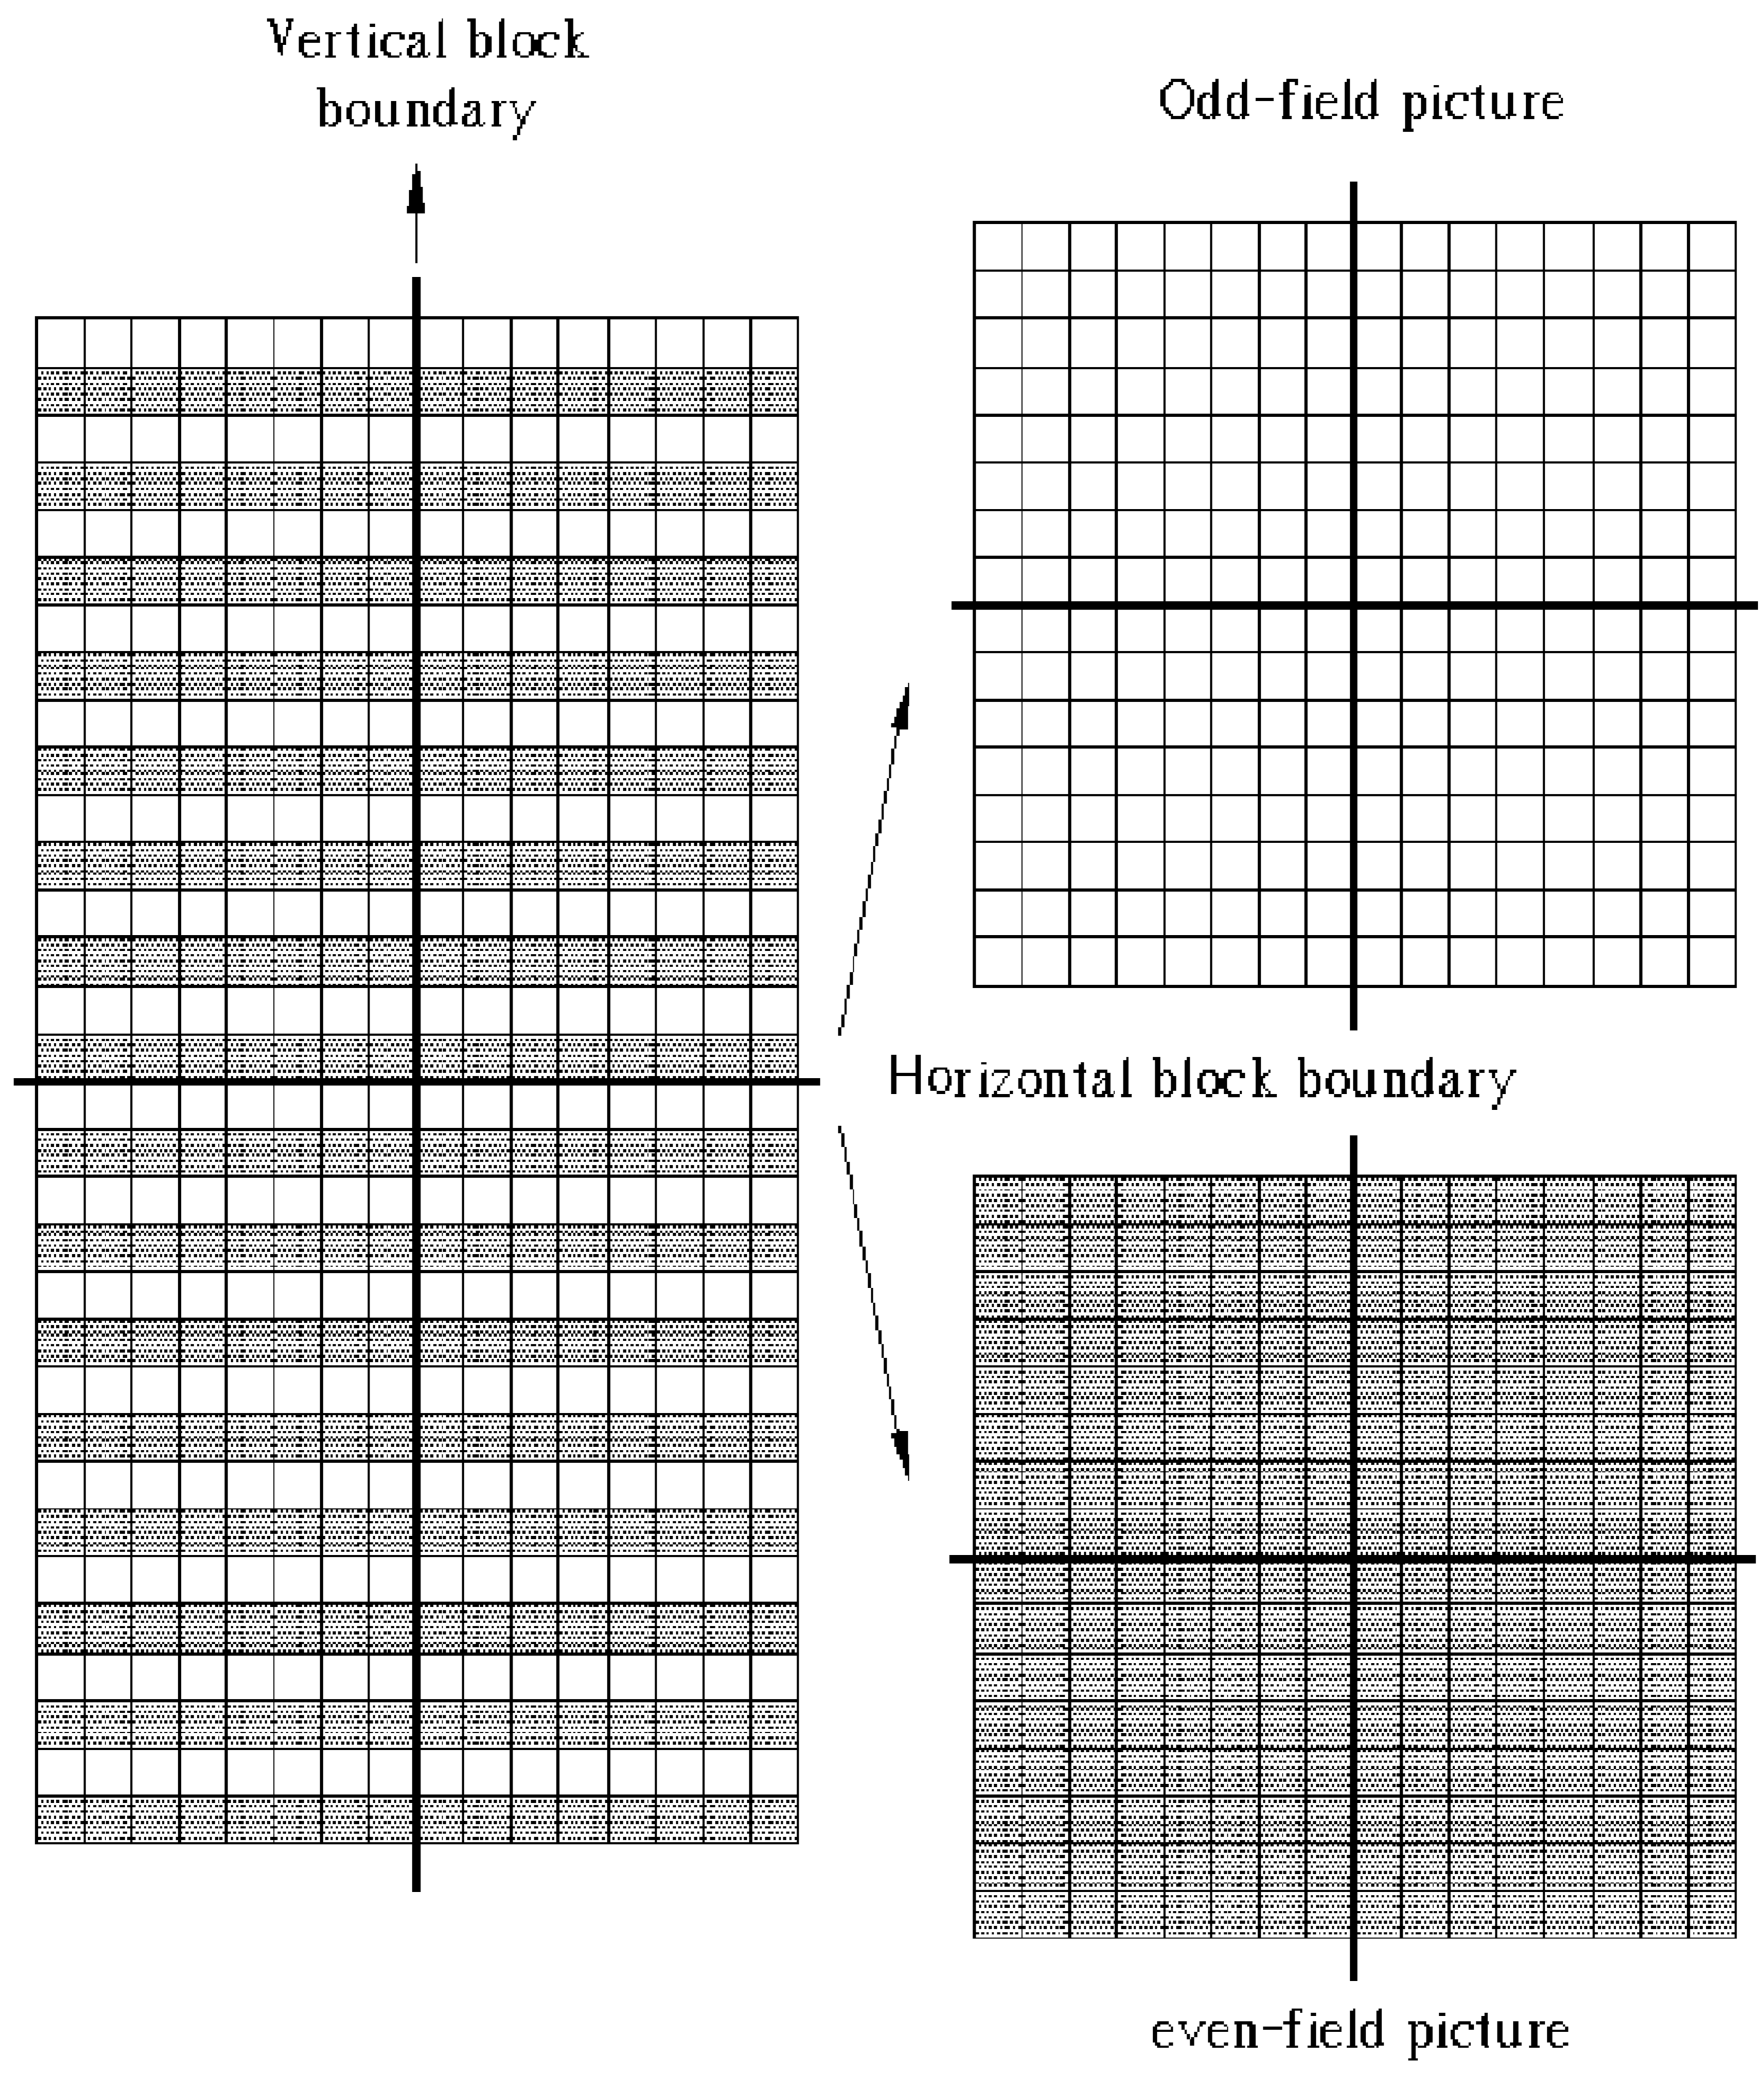 Vertical block
boundary
Odd-field picture
Horizontal block boundary
even-field picture